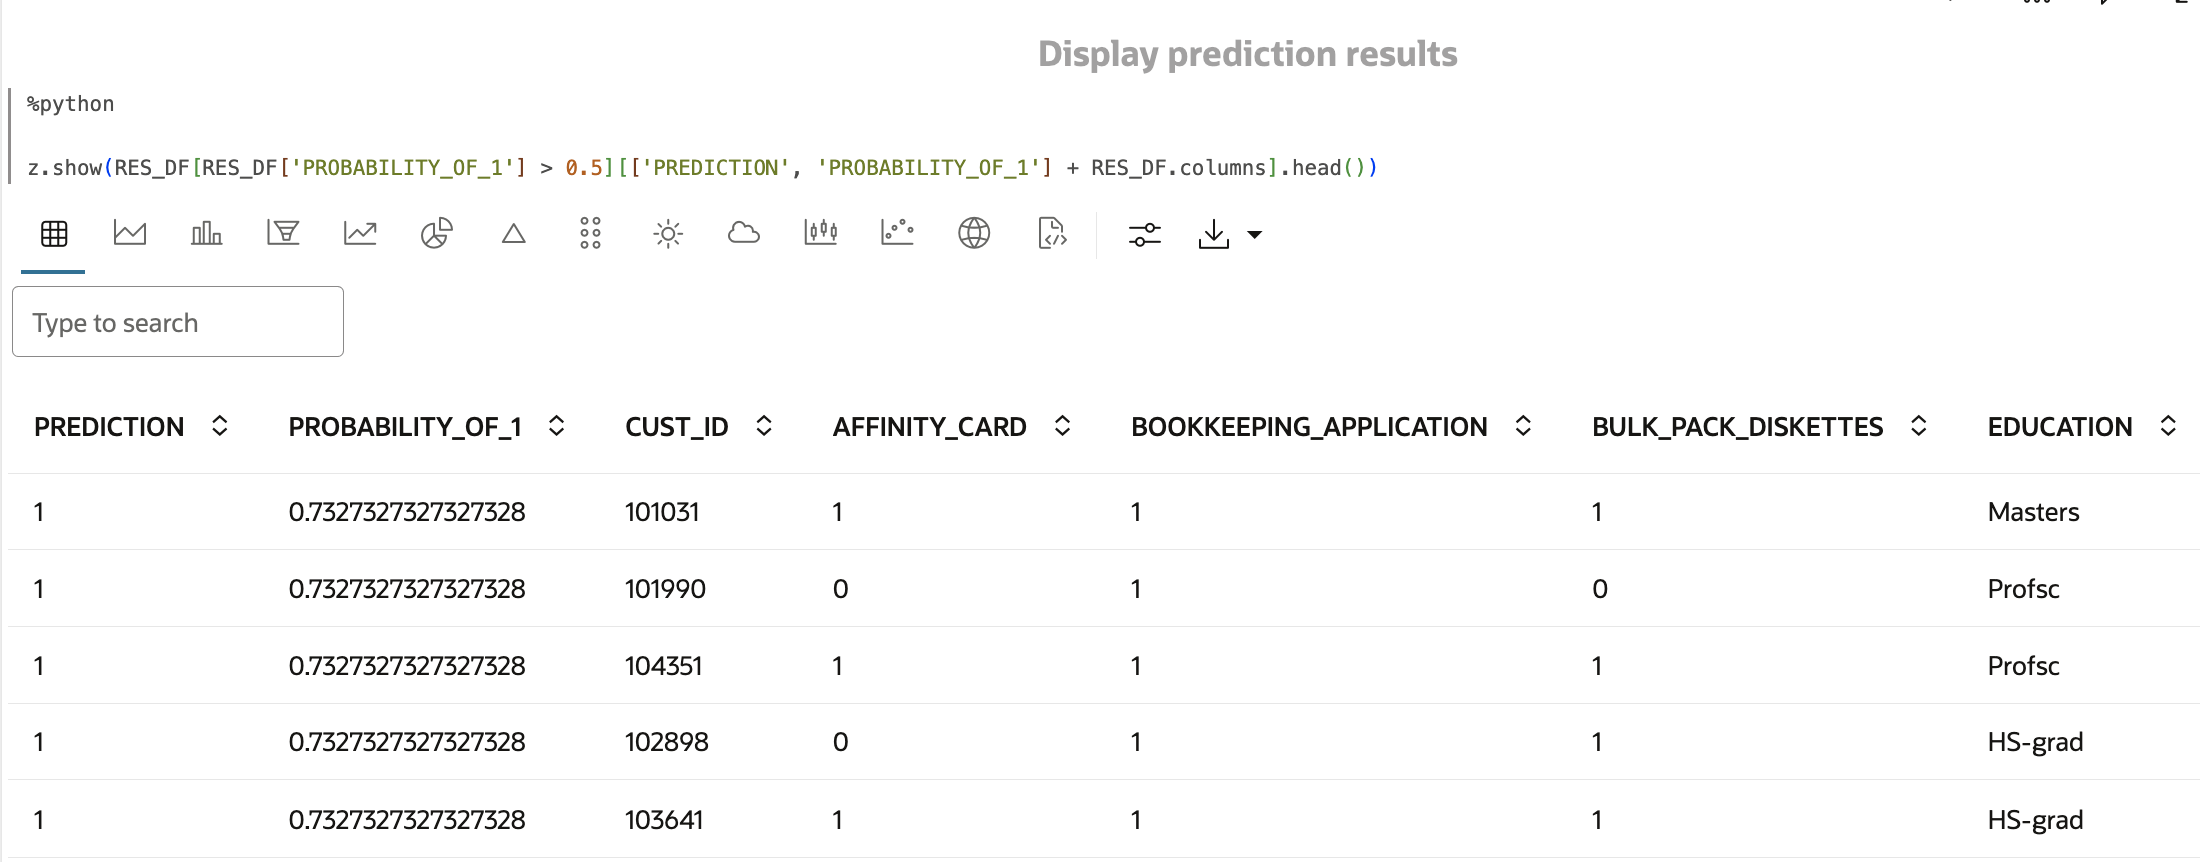 Display prediction results
%python
z.show(RES_DF[RES_DF['PROBABILITY_OF_1'] > 0.5][['PREDICTION', 'PROBABILITY_OF_1'] + RES_DF.columns].head())
Type to search
PREDICTION PROBABILITY_OF_1 CUST_ID AFFINITY_CARD BOOKKEEPING_APPLICATION BULK_PACK_DISKETTES EDUCATION
1 0.7327327327327328 101031 1 1 1 Masters
1 0.7327327327327328 101990 0 1 0 Profsc
1 0.7327327327327328 104351 1 1 1 Profsc
1 0.7327327327327328 102898 0 1 1 HS-grad
1 0.7327327327327328 103641 1 1 1 HS-grad